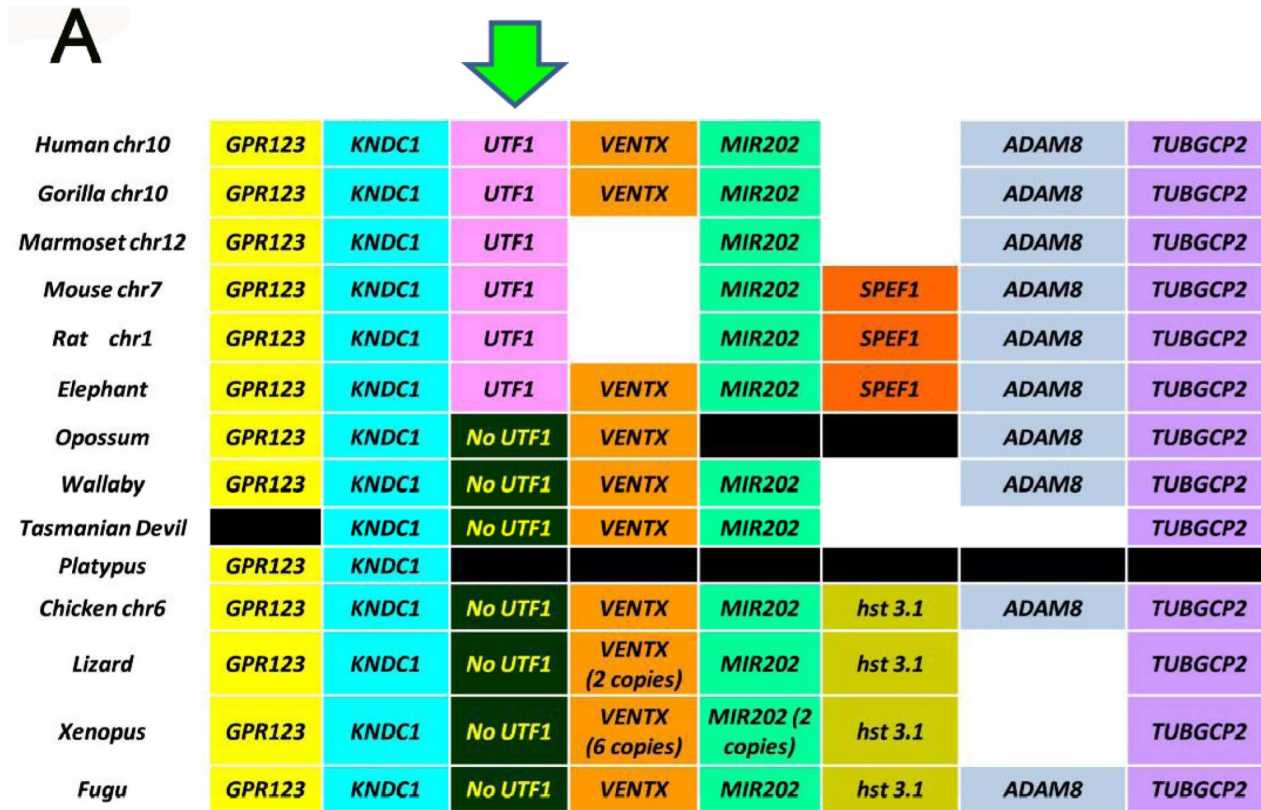 A
Human chr10 GPR123 KNDC1 UTF1 VENTX MIR202 ADAM8 TUBGCP2
Gorilla chr10 GPR123 KNDC1 UTF1 VENTX MIR202 ADAM8 TUBGCP2
Marmoset chr12 GPR123 KNDC1 UTF1 MIR202 ADAM8 TUBGCP2
Mouse chr7 GPR123 KNDC1 UTF1 MIR202 SPEF1 ADAM8 TUBGCP2
Rat chr1 GPR123 KNDC1 UTF1 MIR202 SPEF1 ADAM8 TUBGCP2
Elephant GPR123 KNDC1 UTF1 VENTX MIR202 SPEF1 ADAM8 TUBGCP2
Opossum GPR123 KNDC1 No UTF1 VENTX ADAM8 TUBGCP2
Wallaby GPR123 KNDC1 No UTF1 VENTX MIR202 ADAM8 TUBGCP2
Tasmanian Devil KNDC1 No UTF1 VENTX MIR202 TUBGCP2
Platypus GPR123 KNDC1
Chicken chr6 GPR123 KNDC1 No UTF1 VENTX MIR202 hst 3.1 ADAM8 TUBGCP2
Lizard GPR123 KNDC1 No UTF1 VENTX (2 copies) MIR202 hst 3.1 TUBGCP2
Xenopus GPR123 KNDC1 No UTF1 VENTX (6 copies) MIR202 (2 copies) hst 3.1 TUBGCP2
Fugu GPR123 KNDC1 No UTF1 VENTX MIR202 hst 3.1 ADAM8 TUBGCP2